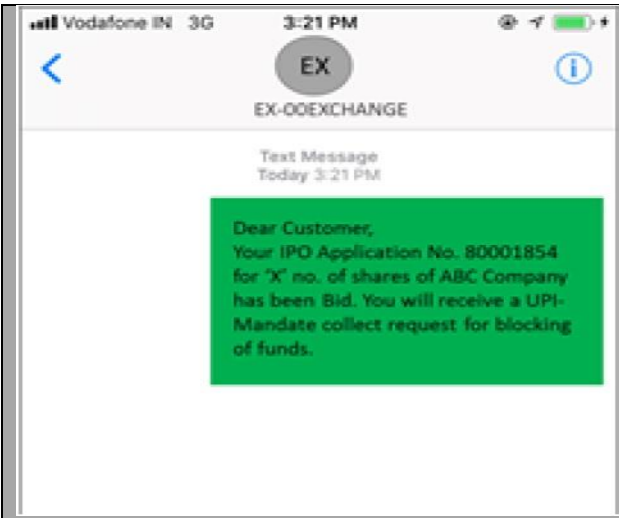 Vodafone IN 3G 3:21 PM
EX
EX-00EXCHANGE
Text Message
Today 3:21 PM
Dear Customer,
Your IPO Application No. 80001854
for 'X' no. of shares of ABC Company
has been Bid. You will receive a UPI-
Mandate collect request for blocking
of funds.